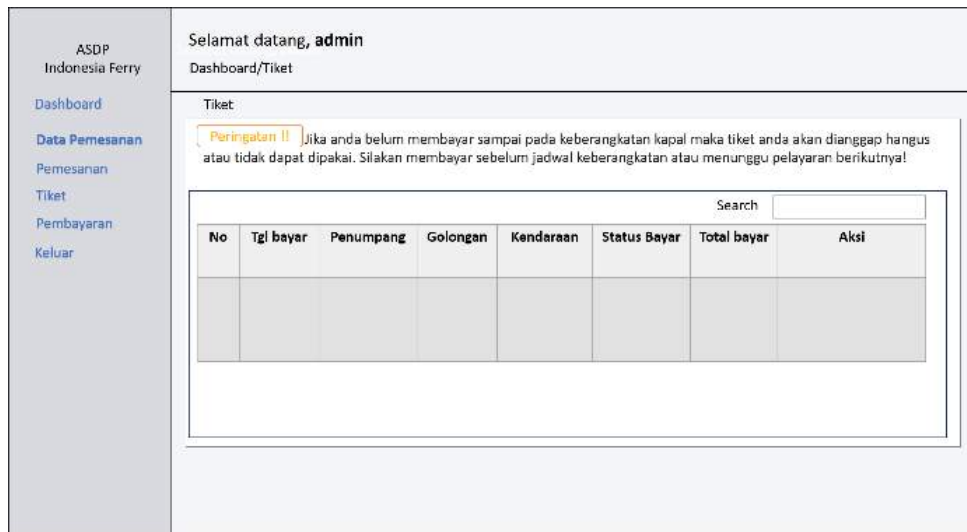 ASDP
Indonesia Ferry
Dashboard
Data Pemesanan
Pemesanan
Tiket
Pembayaran
Keluar
Selamat datang, admin
Dashboard/Tiket
Tiket
Peringatan !! Jika anda belum membayar sampai pada keberangkatan kapal maka tiket anda akan dianggap hangus
atau tidak dapat dipakai. Silakan membayar sebelum jadwal keberangkatan atau menunggu pelayaran berikutnya!
Search
No Tgl bayar Penumpang Golongan Kendaraan Status Bayar Total bayar Aksi